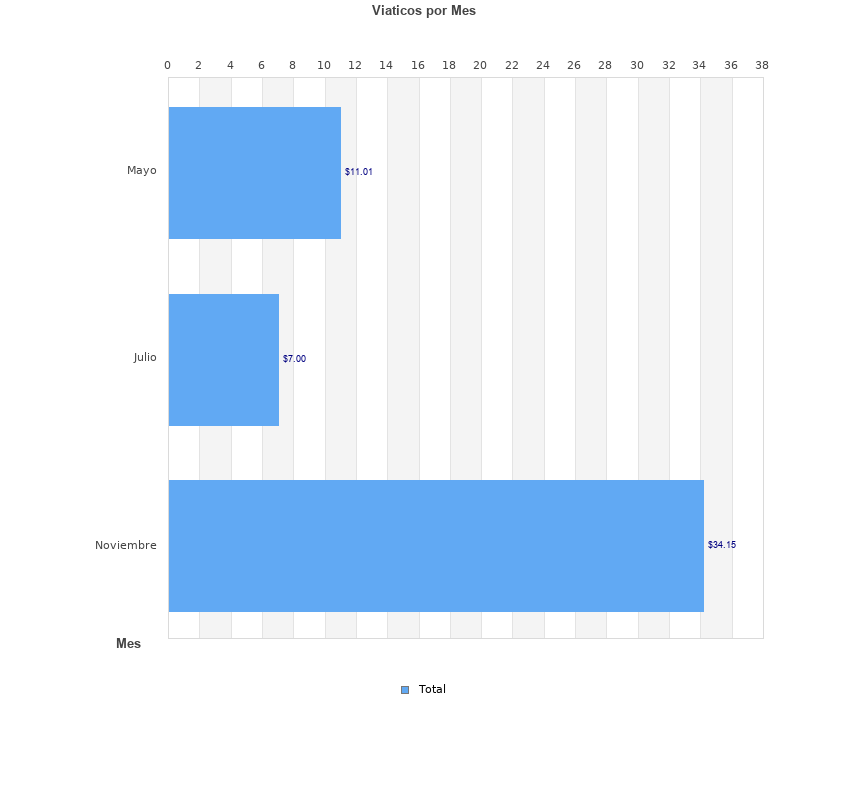 Viaticos por Mes
0 2 4 6 8 10 12 14 16 18 20 22 24 26 28 30 32 34 36 38
Mayo $11.01
Julio $7.00
Noviembre $34.15
Mes
Total